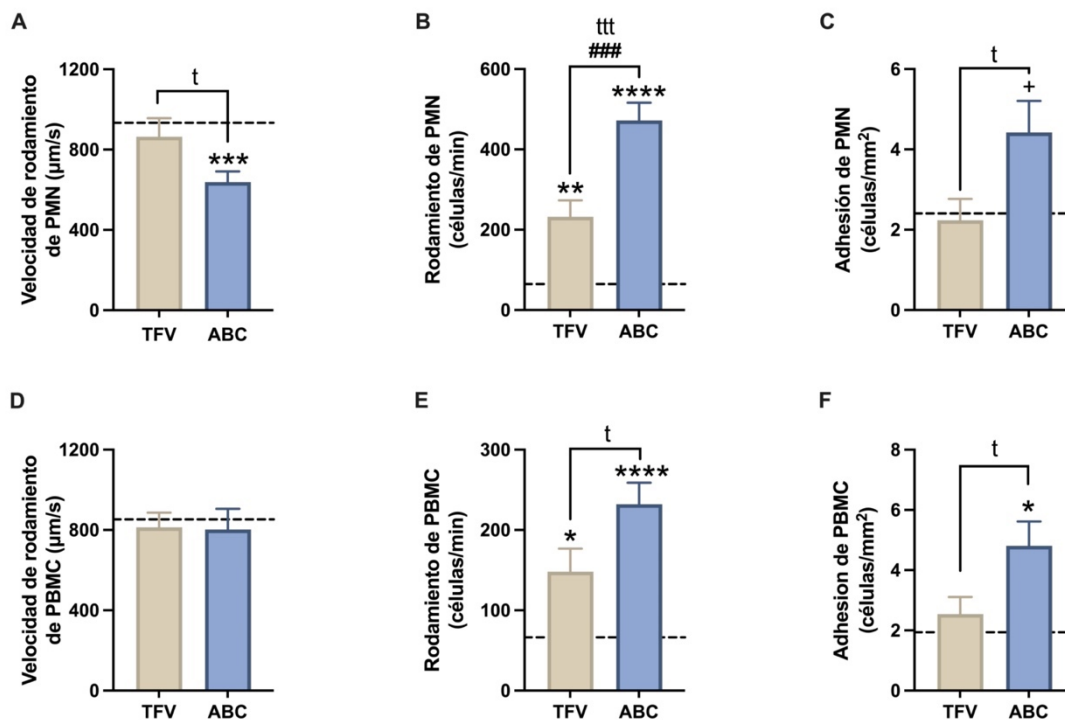 A
Velocidad de rodamiento
de PMN (µm/s)
1200
800
400
0
t
***
TFV
ABC
B
Rodamiento de PMN
(células/min)
600
400
200
0
ttt
###
**
****
TFV
ABC
C
Adhesión de PMN
(células/mm²)
6
4
2
0
t
+
TFV
ABC
D
Velocidad de rodamiento
de PBMC (µm/s)
1200
800
400
0
TFV
ABC
E
Rodamiento de PBMC
(células/min)
300
200
100
0
t
*
****
TFV
ABC
F
Adhesion de PBMC
(células/mm²)
8
6
4
2
0
t
*
TFV
ABC